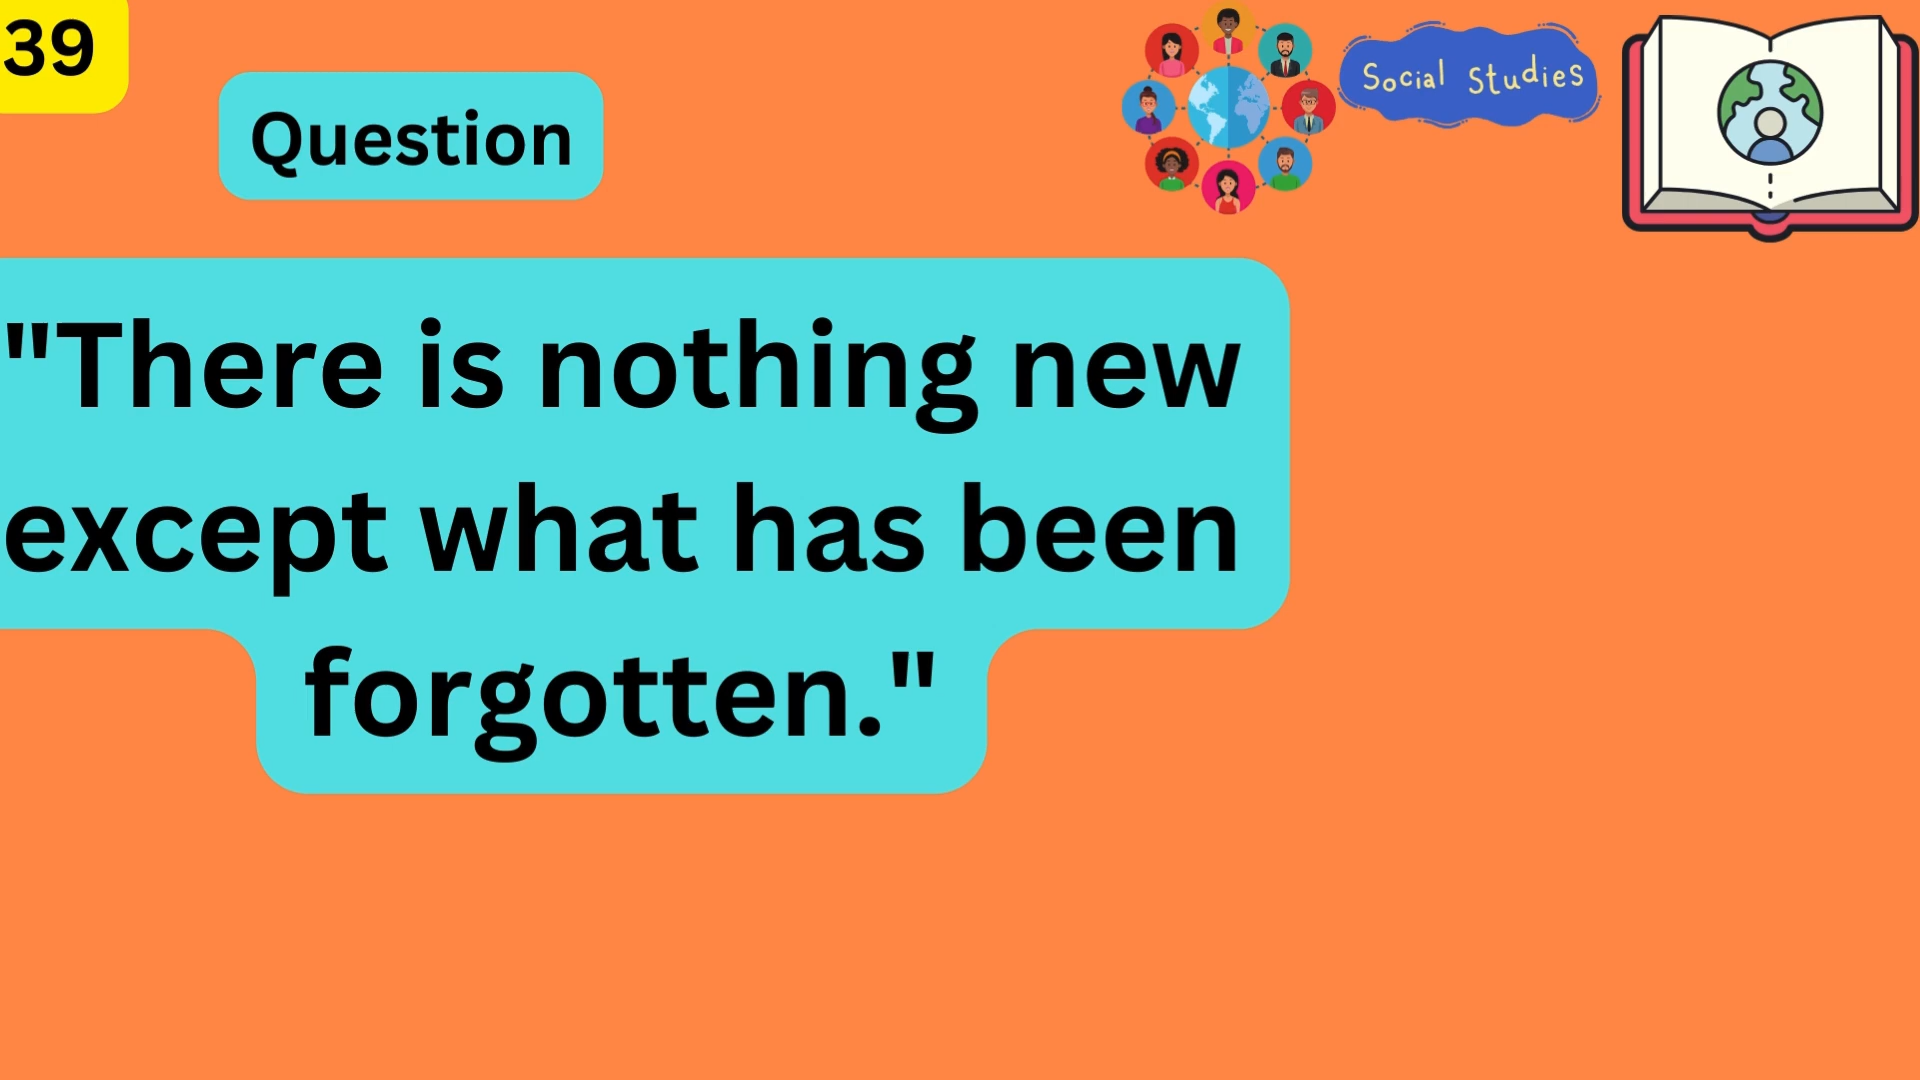 39
Question
Social Studies
"There is nothing new
except what has been
forgotten."